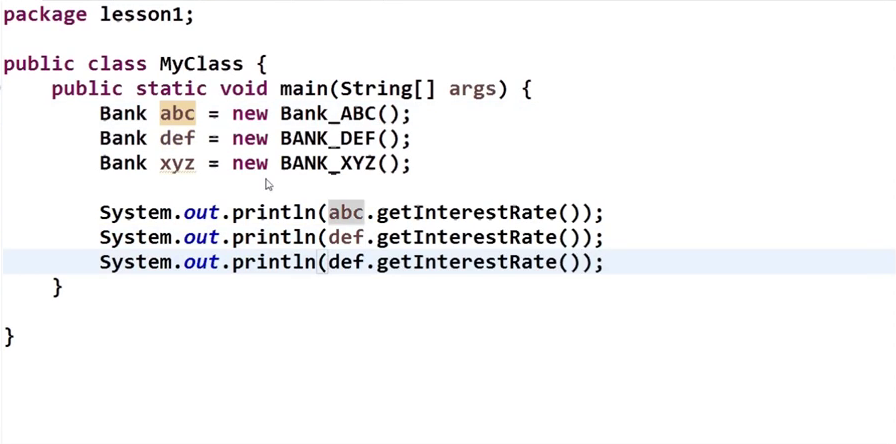 package lesson1;
public class MyClass {
public static void main(String[] args) {
Bank abc = new Bank_ABC();
Bank def = new BANK_DEF();
Bank xyz = new BANK_XYZ();
System.out.println(abc.getInterestRate());
System.out.println(def.getInterestRate());
System.out.println(def.getInterestRate());
}
}